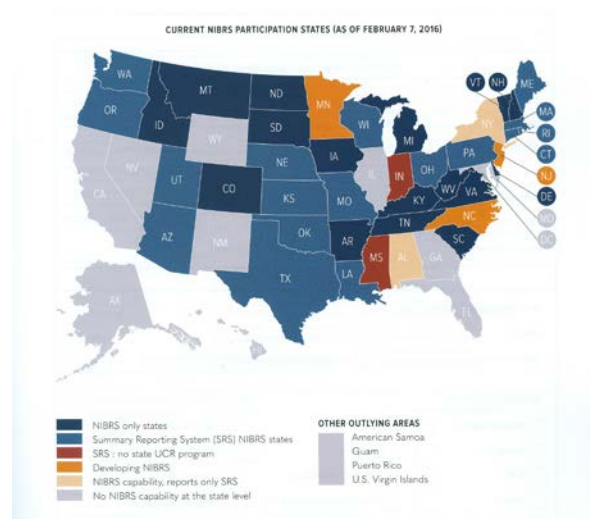 CURRENT NIBRS PARTICIPATION STATES (AS OF FEBRUARY 7, 2016)
WA
MT
ND
MN
VT
NH
ME
OR
ID
SD
WI
MI
NY
MA
RI
CT
WY
IA
NE
PA
NJ
NV
UT
CO
IL
IN
OH
DE
CA
KS
MO
KY
WV
VA
MD
DC
AZ
NM
OK
AR
TN
NC
SC
TX
LA
MS
AL
GA
FL
AK
HI
NIBRS only states
Summary Reporting System (SRS) NIBRS states
SRS : no state UCR program
Developing NIBRS
NIBRS capability, reports only SRS
No NIBRS capability at the state level
OTHER OUTLYING AREAS
American Samoa
Guam
Puerto Rico
U.S. Virgin Islands